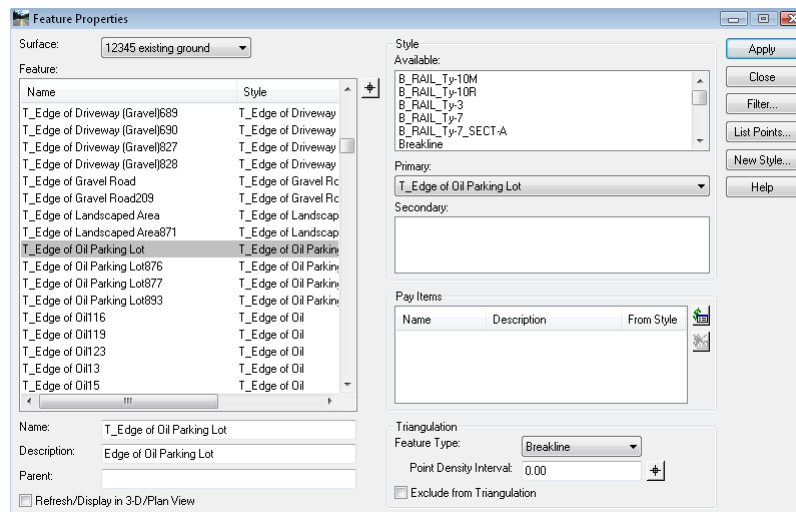 Feature Properties
Surface: 12345 existing ground
Feature:
Name Style
T_Edge of Driveway (Gravel)689 T_Edge of Driveway
T_Edge of Driveway (Gravel)690 T_Edge of Driveway
T_Edge of Driveway (Gravel)827 T_Edge of Driveway
T_Edge of Driveway (Gravel)828 T_Edge of Driveway
T_Edge of Gravel Road T_Edge of Gravel Rc
T_Edge of Gravel Road209 T_Edge of Gravel Rc
T_Edge of Landscaped Area T_Edge of Landscap
T_Edge of Landscaped Area871 T_Edge of Landscap
T_Edge of Oil Parking Lot T_Edge of Oil Parking
T_Edge of Oil Parking Lot876 T_Edge of Oil Parking
T_Edge of Oil Parking Lot877 T_Edge of Oil Parking
T_Edge of Oil Parking Lot893 T_Edge of Oil Parking
T_Edge of Oil116 T_Edge of Oil
T_Edge of Oil119 T_Edge of Oil
T_Edge of Oil123 T_Edge of Oil
T_Edge of Oil13 T_Edge of Oil
T_Edge of Oil15 T_Edge of Oil
Name: T_Edge of Oil Parking Lot
Description: Edge of Oil Parking Lot
Parent:
Refresh/Display in 3-D/Plan View
Style
Available:
B_RAIL_Ty-10M
B_RAIL_Ty-10R
B_RAIL_Ty-3
B_RAIL_Ty-7
B_RAIL_Ty-7_SECT-A
Breakline
Primary:
T_Edge of Oil Parking Lot
Secondary:
Pay Items
Name Description From Style
Triangulation
Feature Type: Breakline
Point Density Interval: 0.00
Exclude from Triangulation
Apply
Close
Filter...
List Points...
New Style...
Help